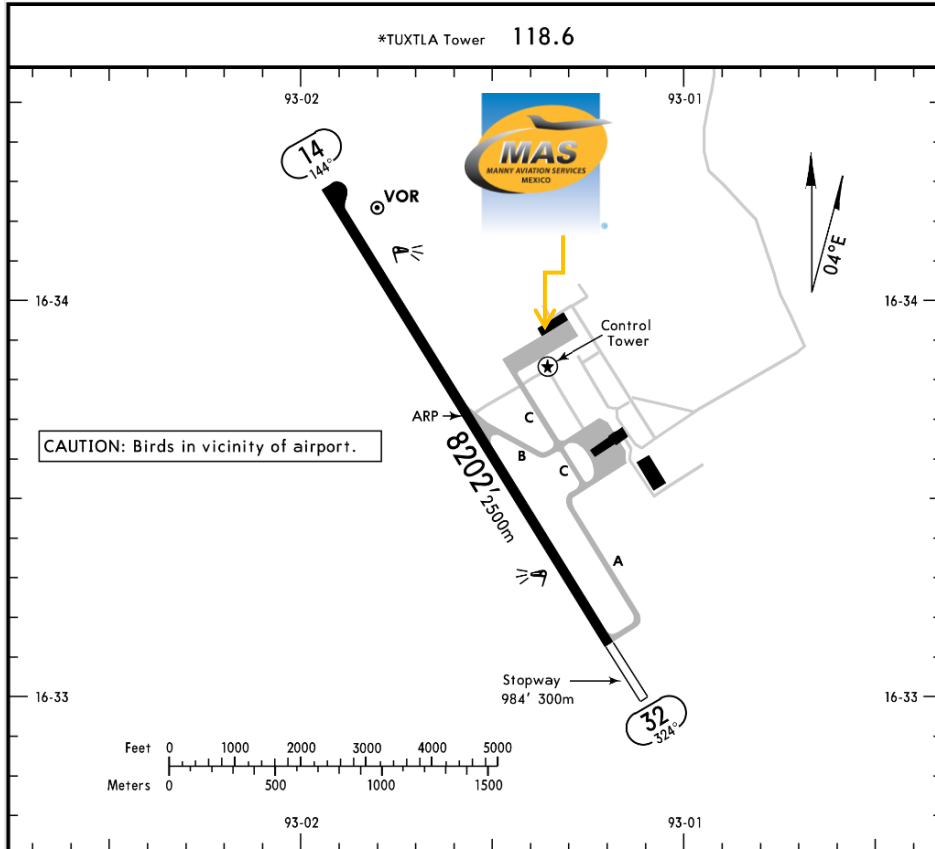 *TUXTLA Tower 118.6
93-02
93-01
14
144°
MAS
MANNY AVIATION SERVICES
MEXICO
VOR
04°E
16-34
16-34
Control
Tower
ARP
C
CAUTION: Birds in vicinity of airport.
B
C
8202'
2500m
A
Stopway
984' 300m
16-33
16-33
32
324°
Feet 0 1000 2000 3000 4000 5000
Meters 0 500 1000 1500
93-02
93-01